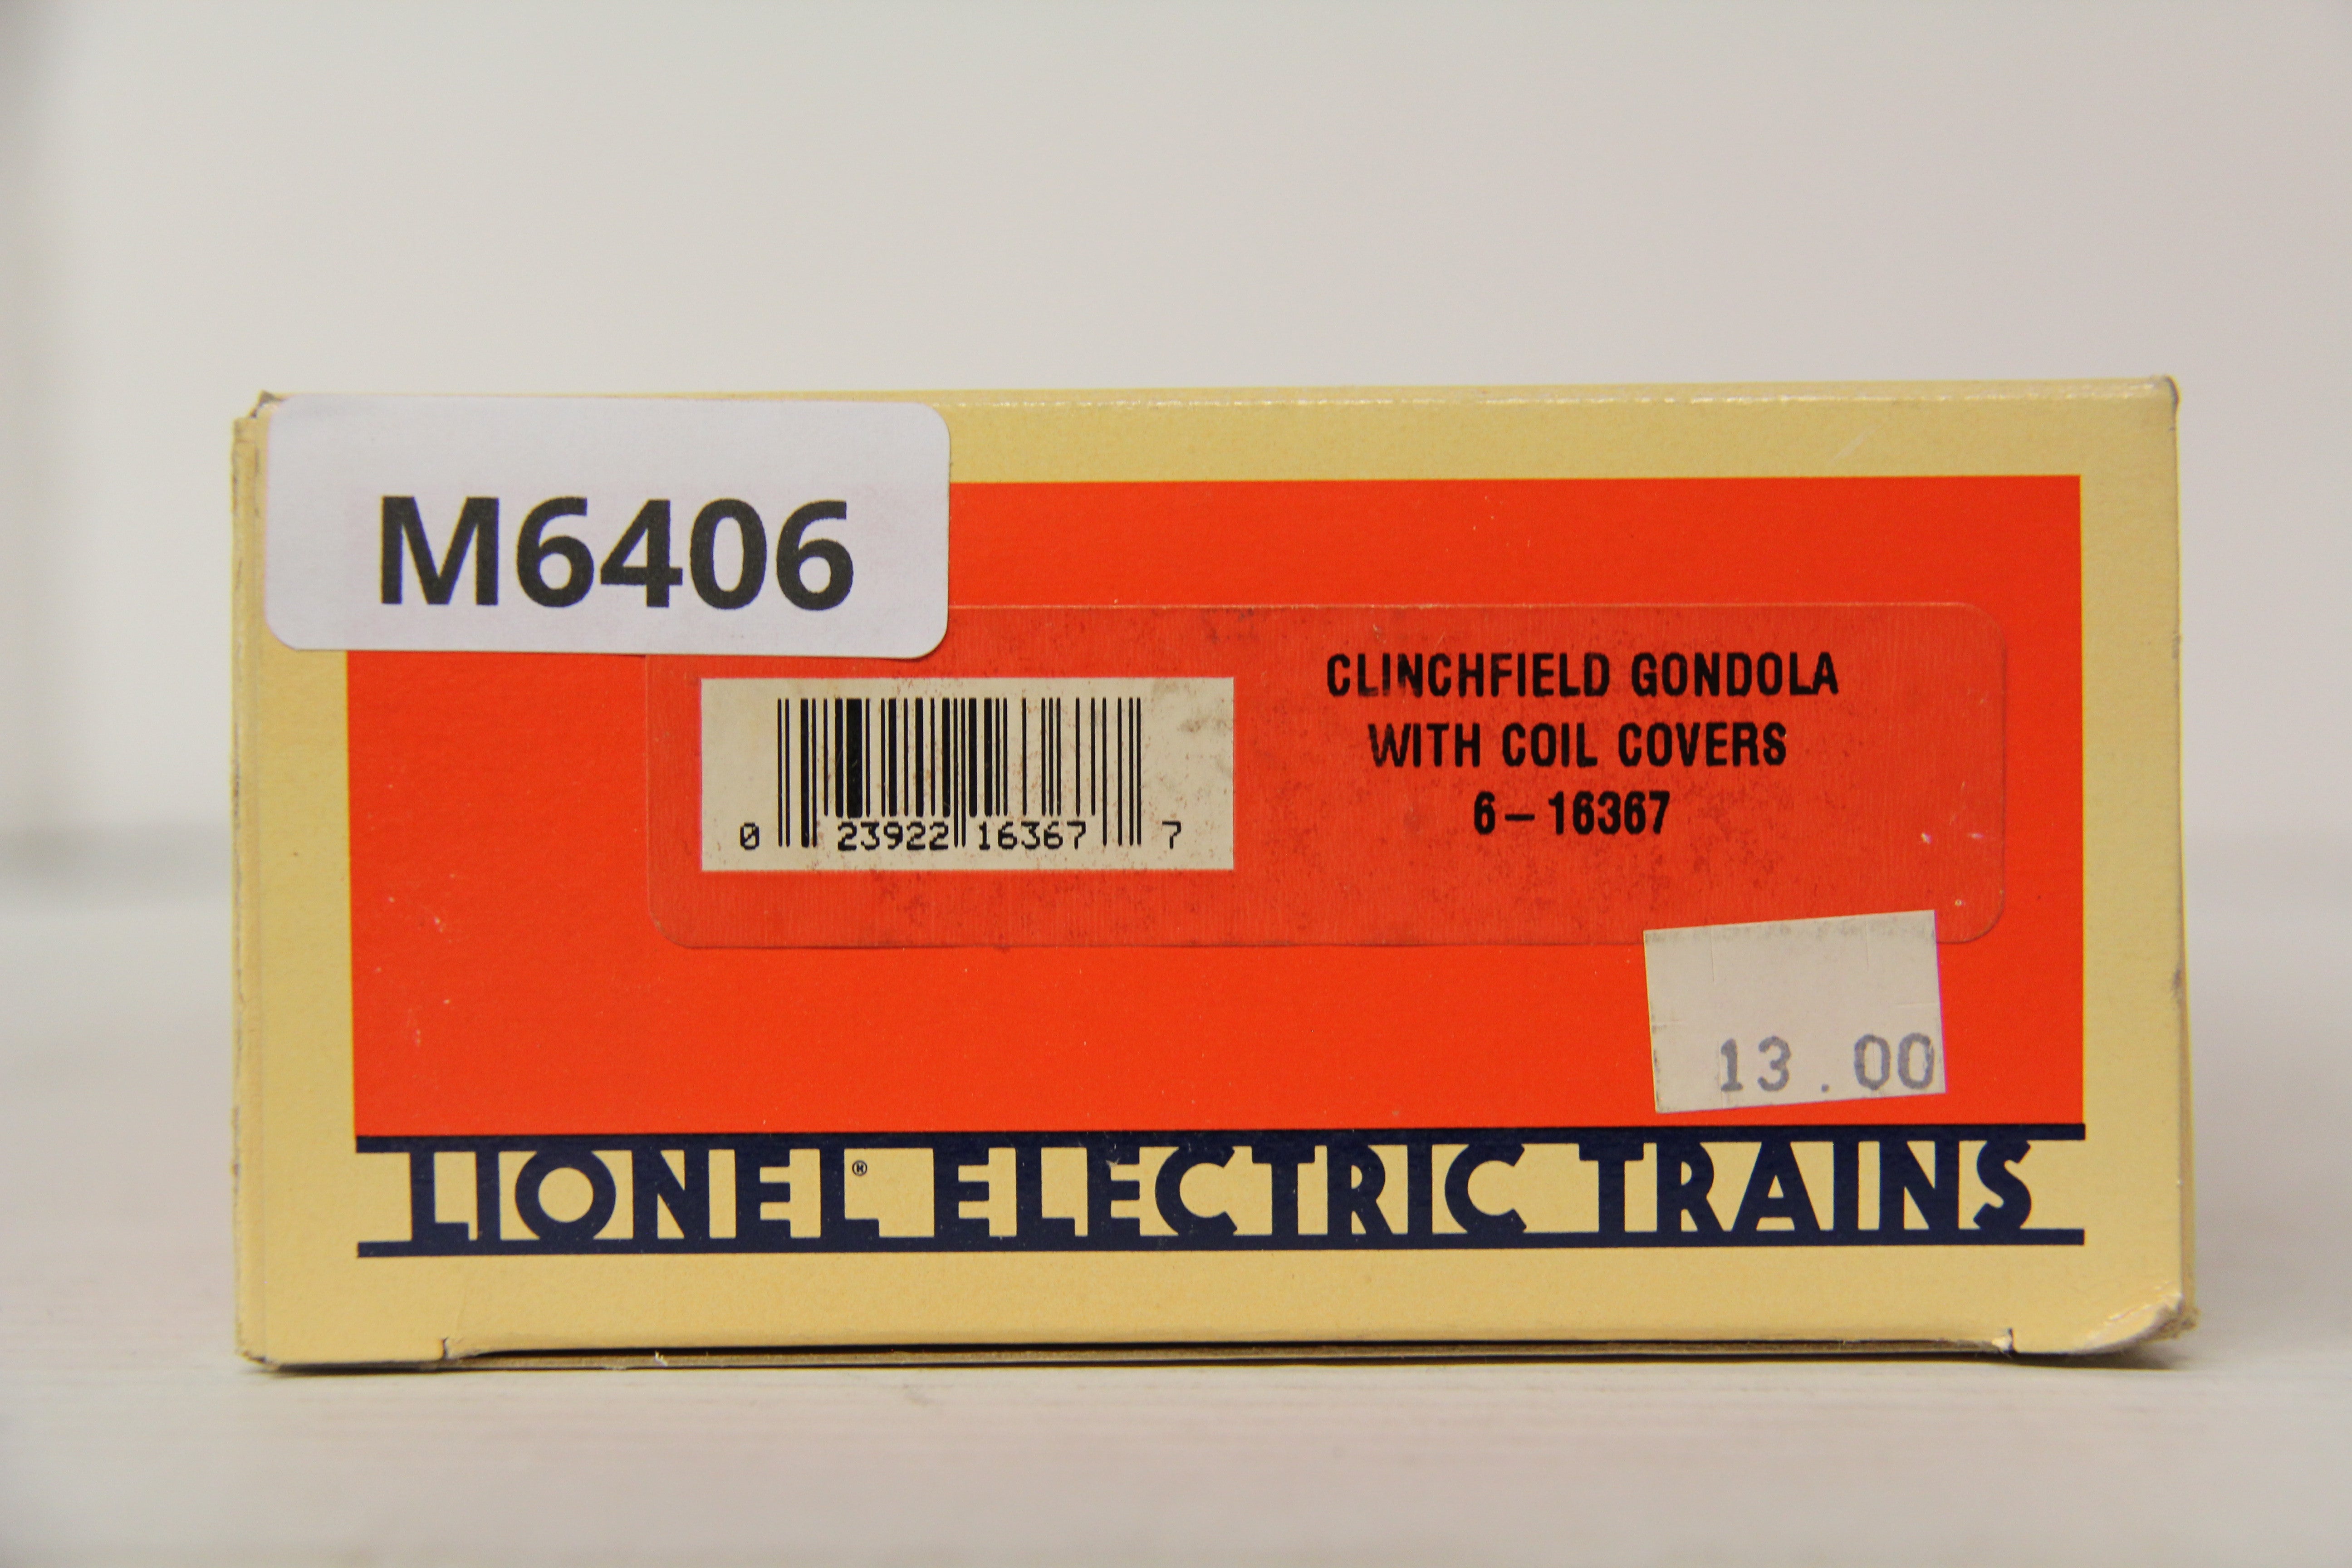 M6406
CLINCHFIELD GONDOLA
WITH COIL COVERS
6-16367
0 23922 16367 7
13.00
LIONEL® ELECTRIC TRAINS